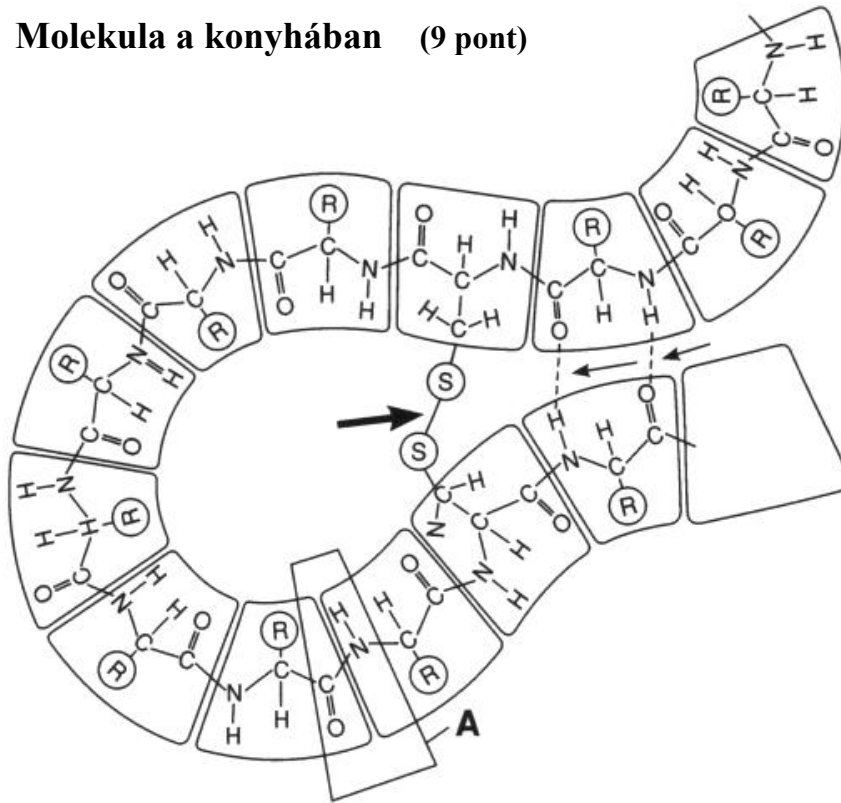 Molekula a konyhában (9 pont)
N H
R C H
C O
H N
H O R
O C
R
C C N
O H H
O H H
C C N
H C H
R
C C N
O H H
H H
O C C N
R
O C N H
R C H
C O
H N
H H R
O C
N H
C H
R C O
R
N C C
H H O
H H O
N C C
R
C H O
N C C
N H H
H H O
N C C
R
S
S
A